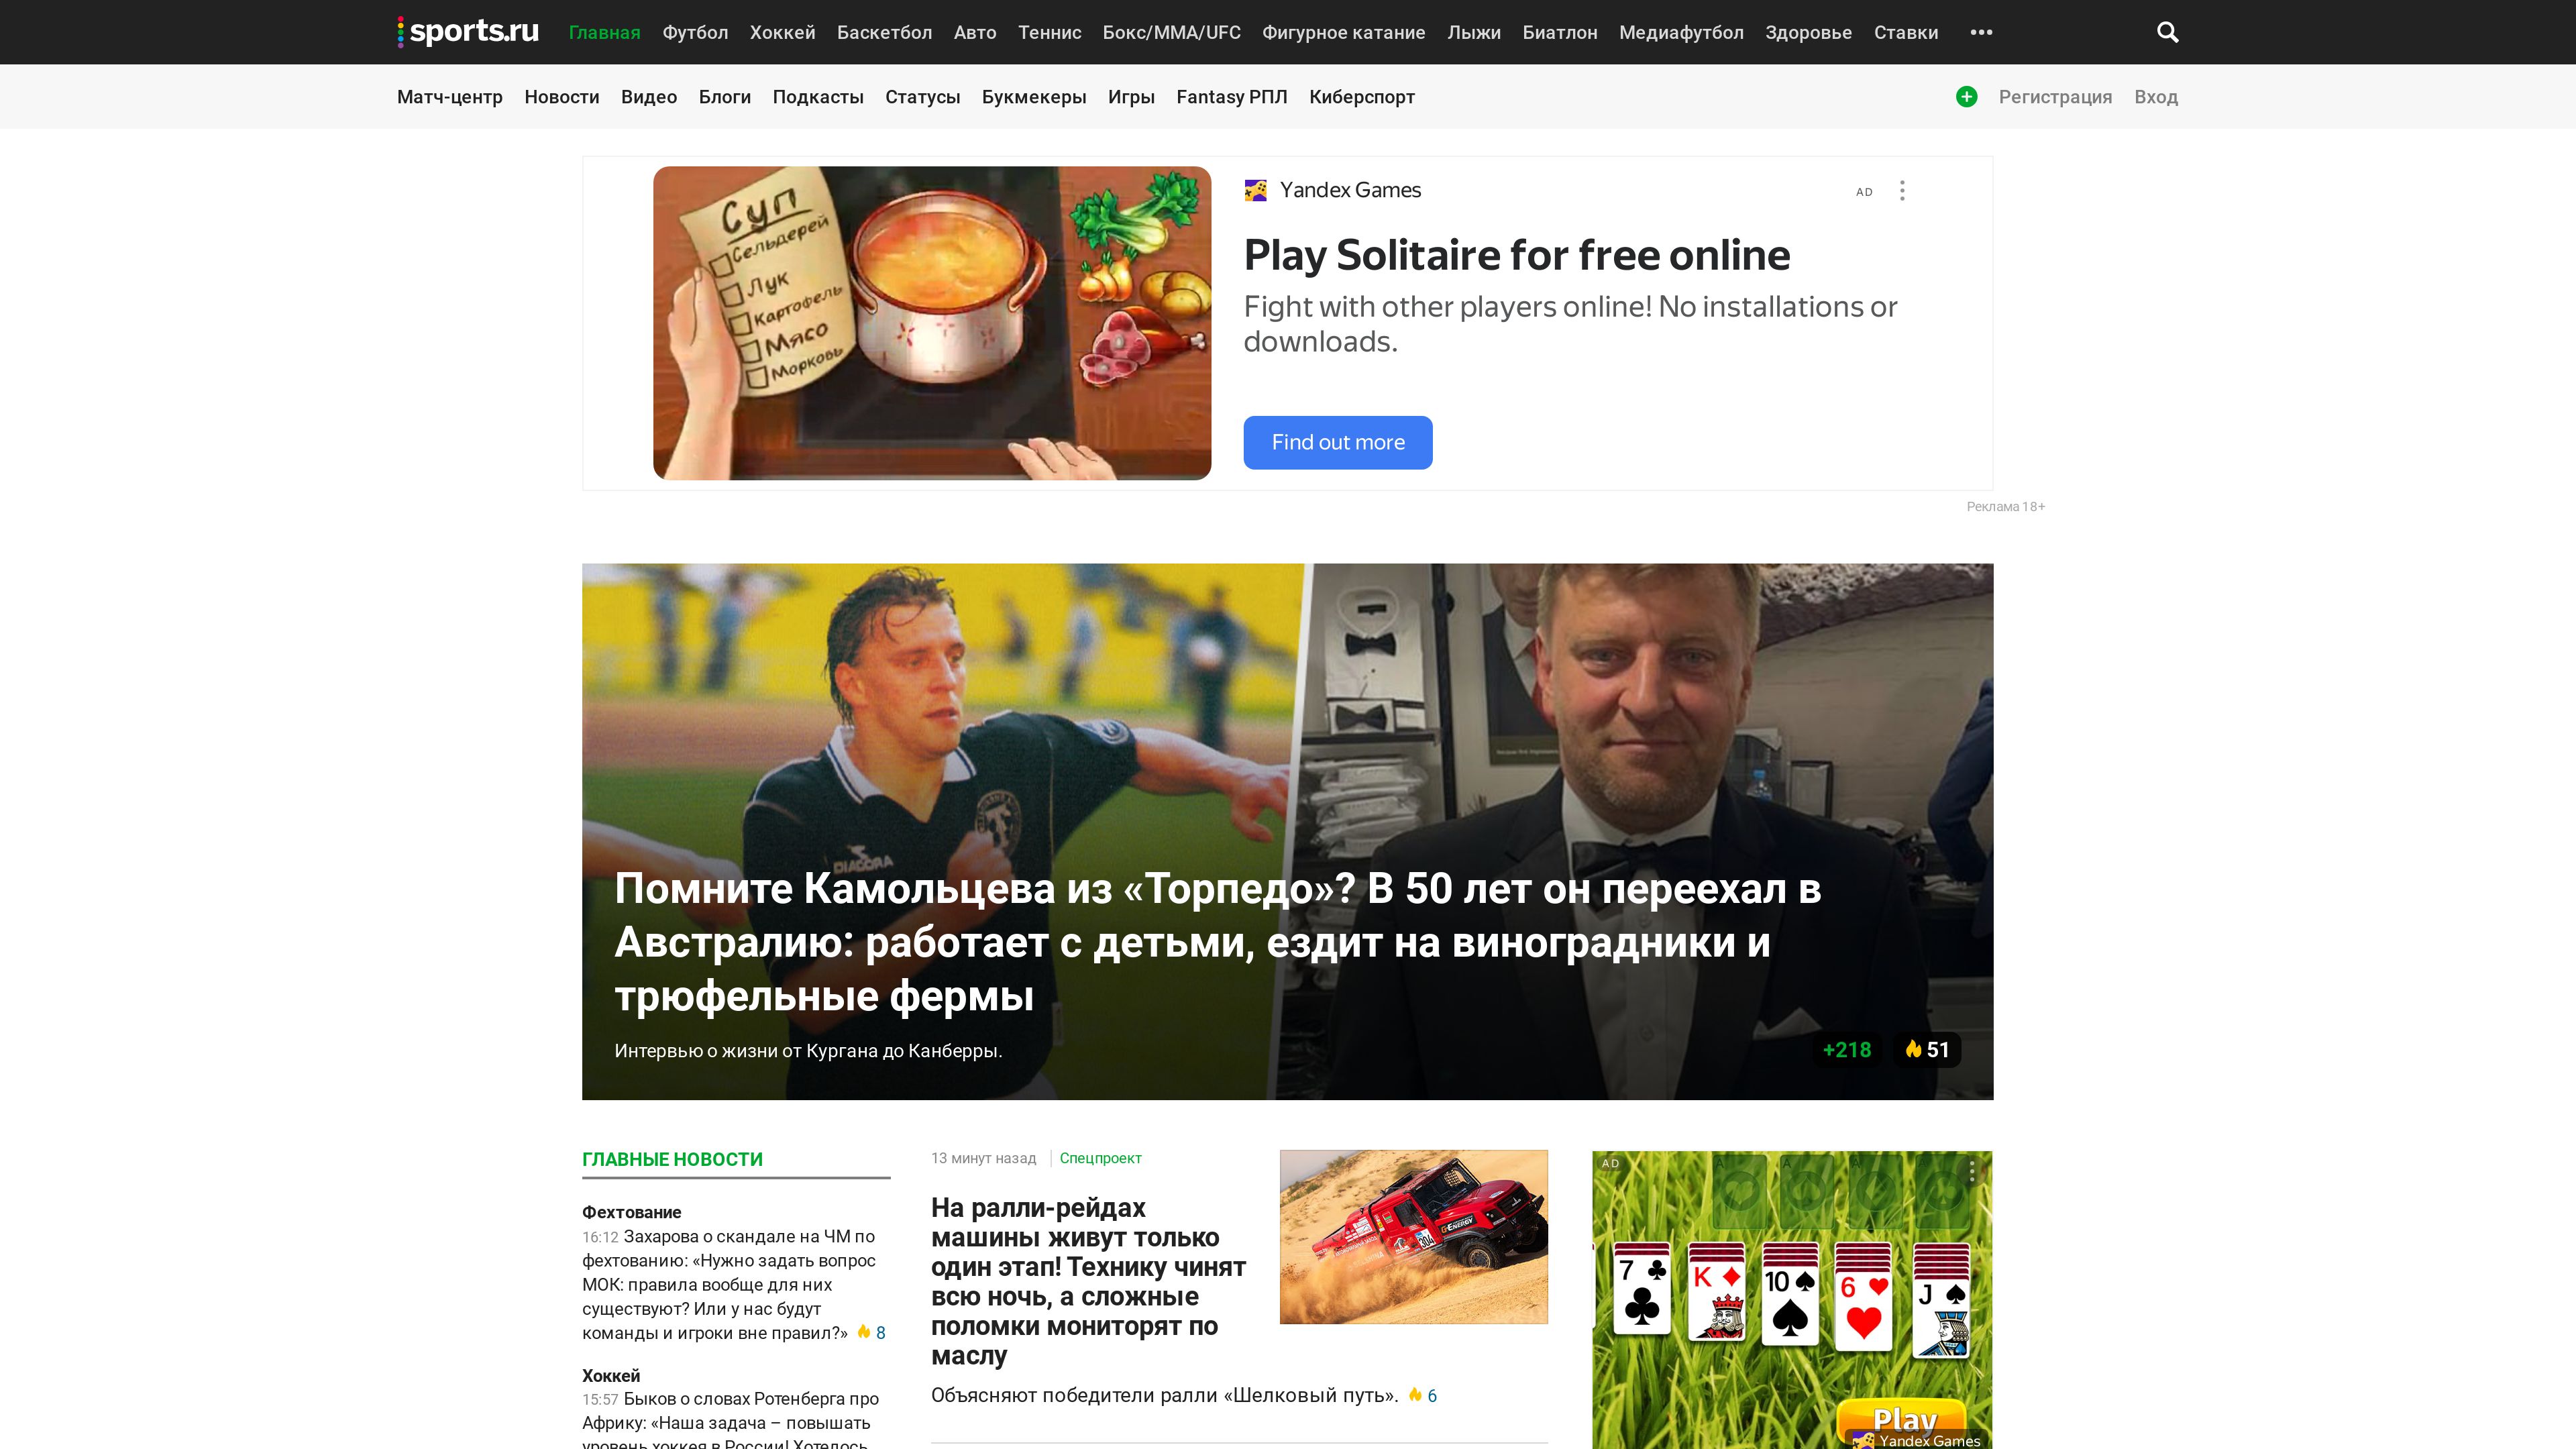 sports.ru Главная Футбол Хоккей Баскетбол Авто Теннис Бокс/MMA/UFC Фигурное катание Лыжи Биатлон Медиафутбол Здоровье Ставки
Матч-центр Новости Видео Блоги Подкасты Статусы Букмекеры Игры Fantasy РПЛ Киберспорт Регистрация Вход
Суп
Сельдерей
Лук
Картофель
Мясо
Морковь
Yandex Games
AD
Play Solitaire for free online
Fight with other players online! No installations or
downloads.
Find out more
Реклама 18+
DIADORA
Помните Камольцева из «Торпедо»? В 50 лет он переехал в
Австралию: работает с детьми, ездит на виноградники и
трюфельные фермы
Интервью о жизни от Кургана до Канберры.
+218 51
ГЛАВНЫЕ НОВОСТИ
Фехтование
16:12 Захарова о скандале на ЧМ по
фехтованию: «Нужно задать вопрос
МОК: правила вообще для них
существуют? Или у нас будут
команды и игроки вне правил?» 8
Хоккей
15:57 Быков о словах Ротенберга про
Африку: «Наша задача – повышать
уровень хоккея в России! Хотелось
13 минут назад Спецпроект
На ралли-рейдах
машины живут только
один этап! Технику чинят
всю ночь, а сложные
поломки мониторят по
маслу
Объясняют победители ралли «Шелковый путь». 6
G-ENERGY
304
AD
7 K 10 6 J
Play
Yandex Games